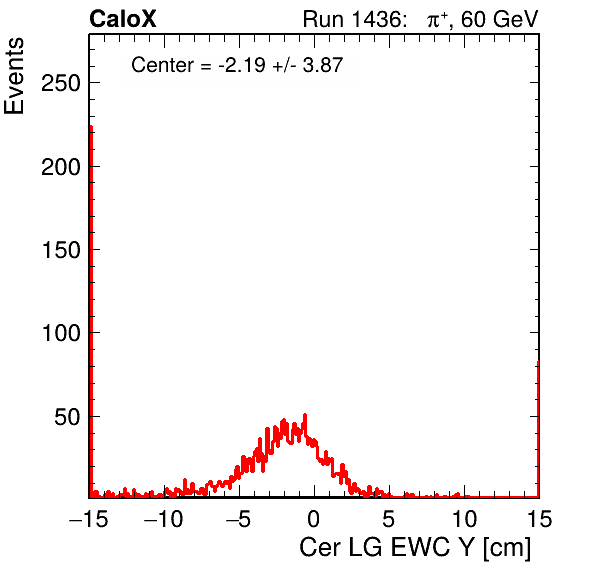 CaloX Run 1436: π⁺, 60 GeV
Center = -2.19 +/- 3.87
Events
250
200
150
100
50
−15 −10 −5 0 5 10 15
Cer LG EWC Y [cm]